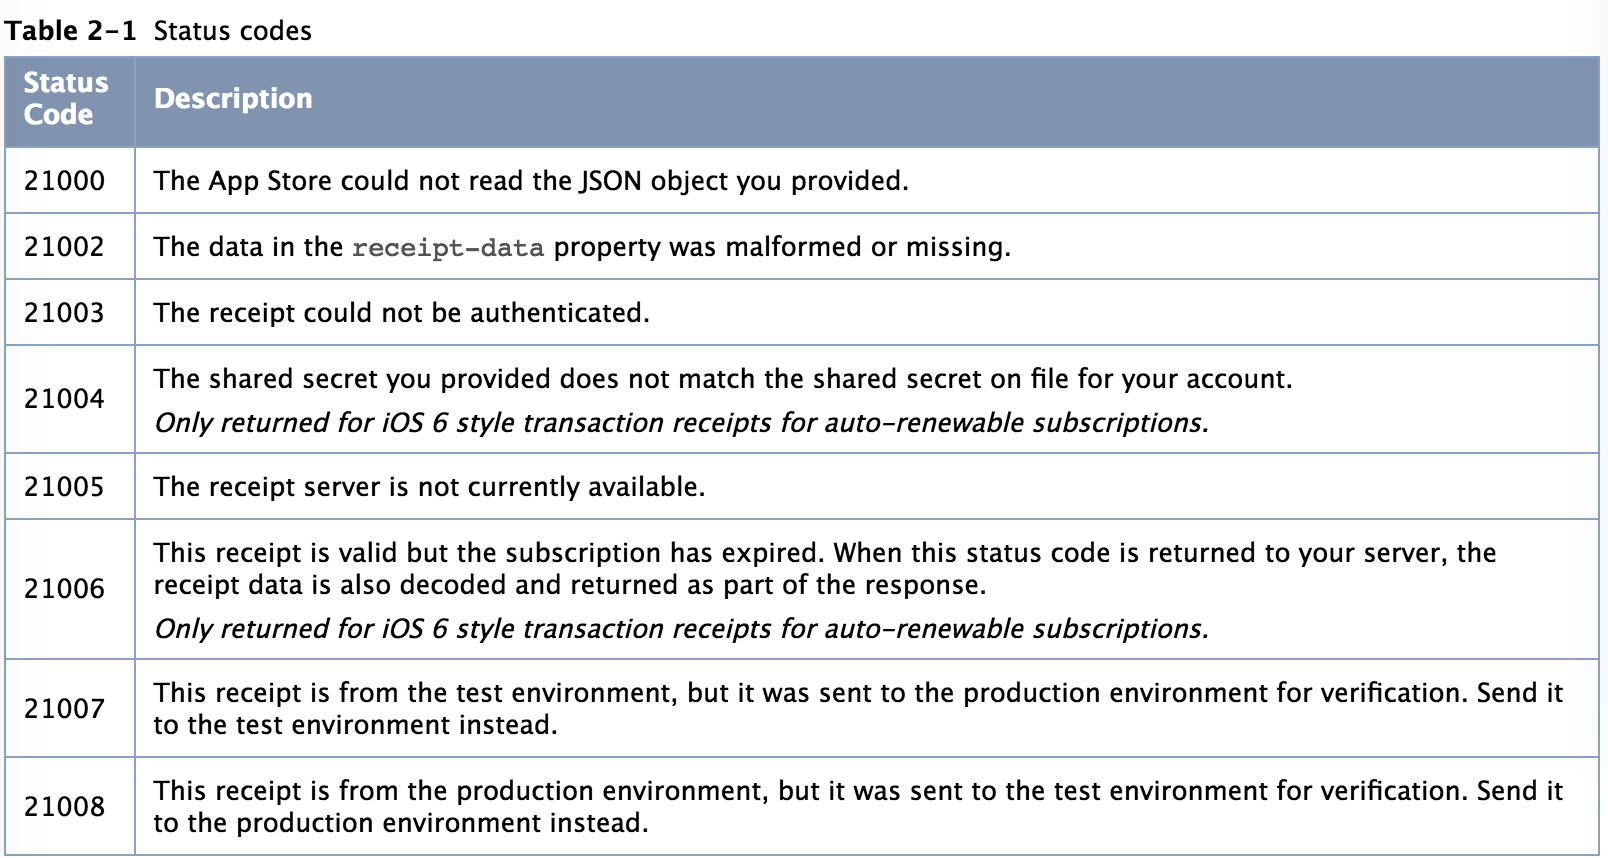 Table 2-1 Status codes
Status
Code
Description
21000
The App Store could not read the JSON object you provided.
21002
The data in the receipt-data property was malformed or missing.
21003
The receipt could not be authenticated.
21004
The shared secret you provided does not match the shared secret on file for your account.
Only returned for iOS 6 style transaction receipts for auto-renewable subscriptions.
21005
The receipt server is not currently available.
21006
This receipt is valid but the subscription has expired. When this status code is returned to your server, the
receipt data is also decoded and returned as part of the response.
Only returned for iOS 6 style transaction receipts for auto-renewable subscriptions.
21007
This receipt is from the test environment, but it was sent to the production environment for verification. Send it
to the test environment instead.
21008
This receipt is from the production environment, but it was sent to the test environment for verification. Send it
to the production environment instead.